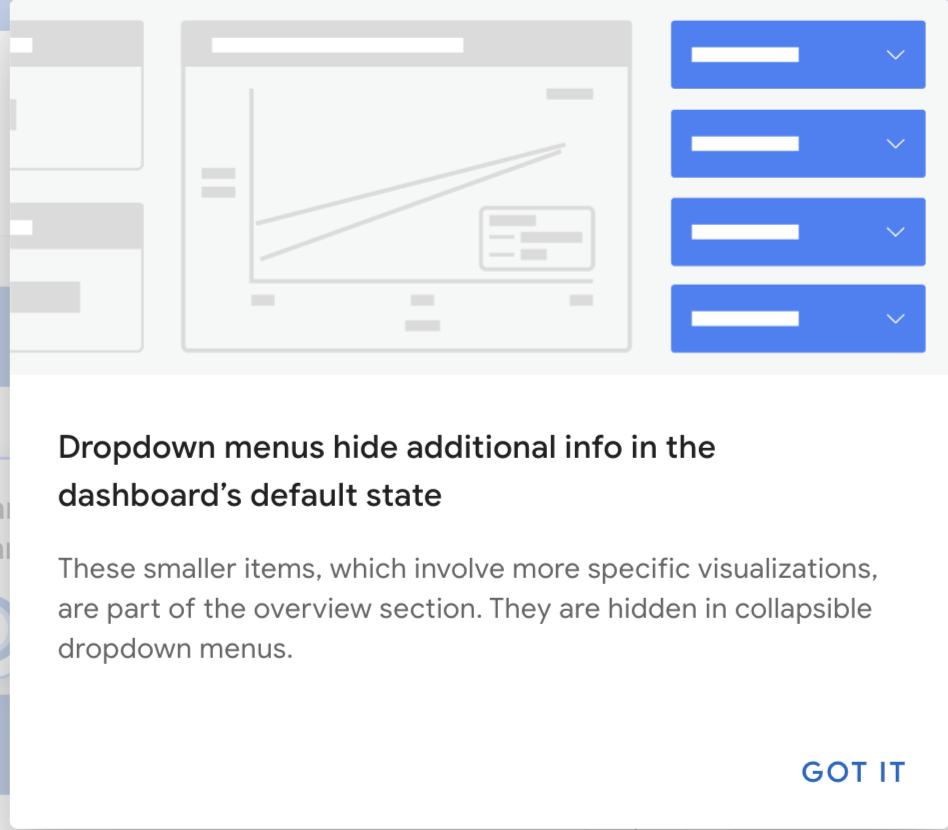 Dropdown menus hide additional info in the
dashboard’s default state
These smaller items, which involve more specific visualizations,
are part of the overview section. They are hidden in collapsible
dropdown menus.
GOT IT